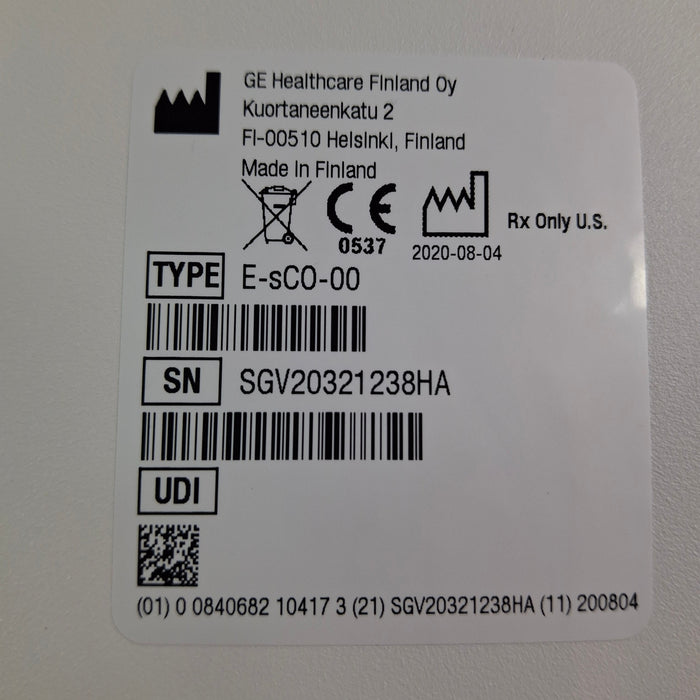 GE Healthcare Finland Oy
Kuortaneenkatu 2
FI-00510 Helsinki, Finland
Made in Finland
CE
0537
2020-08-04
Rx Only U.S.
TYPE E-sCO-00
SN SGV20321238HA
UDI
(01) 0 0840682 10417 3 (21) SGV20321238HA (11) 200804